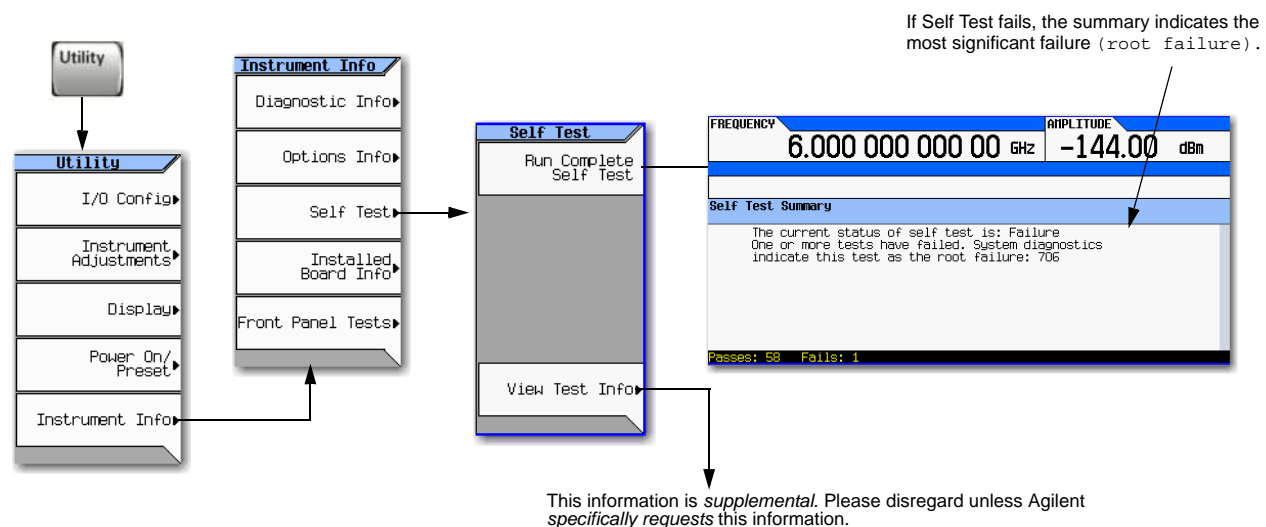 If Self Test fails, the summary indicates the
most significant failure (root failure).
Utility
Utility
I/O Config
Instrument
Adjustments
Display
Power On/
Preset
Instrument Info
Instrument Info
Diagnostic Info
Options Info
Self Test
Installed
Board Info
Front Panel Tests
Self Test
Run Complete
Self Test
View Test Info
FREQUENCY
6.000 000 000 00 GHz
AMPLITUDE
-144.00 dBm
Self Test Summary
The current status of self test is: Failure
One or more tests have failed. System diagnostics
indicate this test as the root failure: 706
Passes: 58 Fails: 1
This information is supplemental. Please disregard unless Agilent
specifically requests this information.